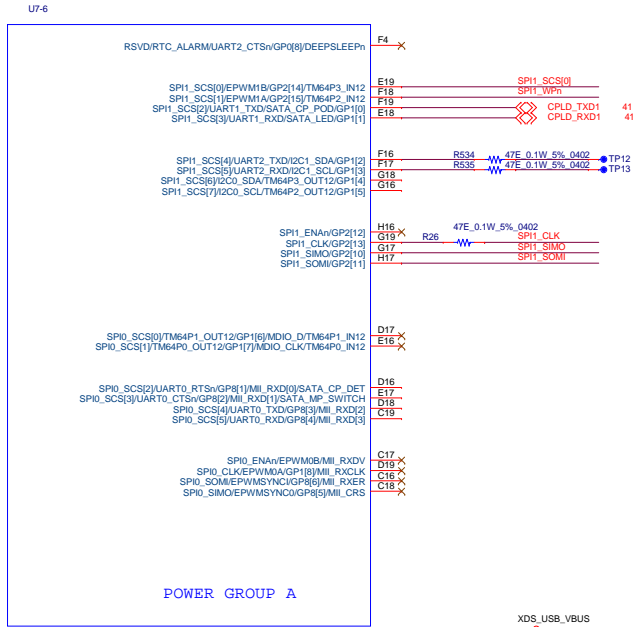 U7-6
RSVD/RTC_ALARM/UART2_CTSn/GP0[8]/DEEPSLEEPn F4
SPI1_SCS[0]/EPWM1B/GP2[14]/TM64P3_IN12 E19 SPI1_SCS[0]
SPI1_SCS[1]/EPWM1A/GP2[15]/TM64P2_IN12 F18 SPI1_WPn
SPI1_SCS[2]/UART1_TXD/SATA_CP_POD/GP1[0] F19 CPLD_TXD1 41
SPI1_SCS[3]/UART1_RXD/SATA_LED/GP1[1] E18 CPLD_RXD1 41
SPI1_SCS[4]/UART2_TXD/I2C1_SDA/GP1[2] F16 R534 47E_0.1W_5%_0402 TP12
SPI1_SCS[5]/UART2_RXD/I2C1_SCL/GP1[3] F17 R535 47E_0.1W_5%_0402 TP13
SPI1_SCS[6]/I2C0_SDA/TM64P3_OUT12/GP1[4] G18
SPI1_SCS[7]/I2C0_SCL/TM64P2_OUT12/GP1[5] G16
SPI1_ENAn/GP2[12] H16 47E_0.1W_5%_0402
SPI1_CLK/GP2[13] G19 R26 SPI1_CLK
SPI1_SIMO/GP2[10] G17 SPI1_SIMO
SPI1_SOMI/GP2[11] H17 SPI1_SOMI
SPI0_SCS[0]/TM64P1_OUT12/GP1[6]/MDIO_D/TM64P1_IN12 D17
SPI0_SCS[1]/TM64P0_OUT12/GP1[7]/MDIO_CLK/TM64P0_IN12 E16
SPI0_SCS[2]/UART0_RTSn/GP8[1]/MII_RXD[0]/SATA_CP_DET D16
SPI0_SCS[3]/UART0_CTSn/GP8[2]/MII_RXD[1]/SATA_MP_SWITCH E17
SPI0_SCS[4]/UART0_TXD/GP8[3]/MII_RXD[2] D18
SPI0_SCS[5]/UART0_RXD/GP8[4]/MII_RXD[3] C19
SPI0_ENAn/EPWM0B/MII_RXDV C17
SPI0_CLK/EPWM0A/GP1[8]/MII_RXCLK D19
SPI0_SOMI/EPWMSYNCI/GP8[6]/MII_RXER C16
SPI0_SIMO/EPWMSYNC0/GP8[5]/MII_CRS C18
POWER GROUP A
XDS_USB_VBUS